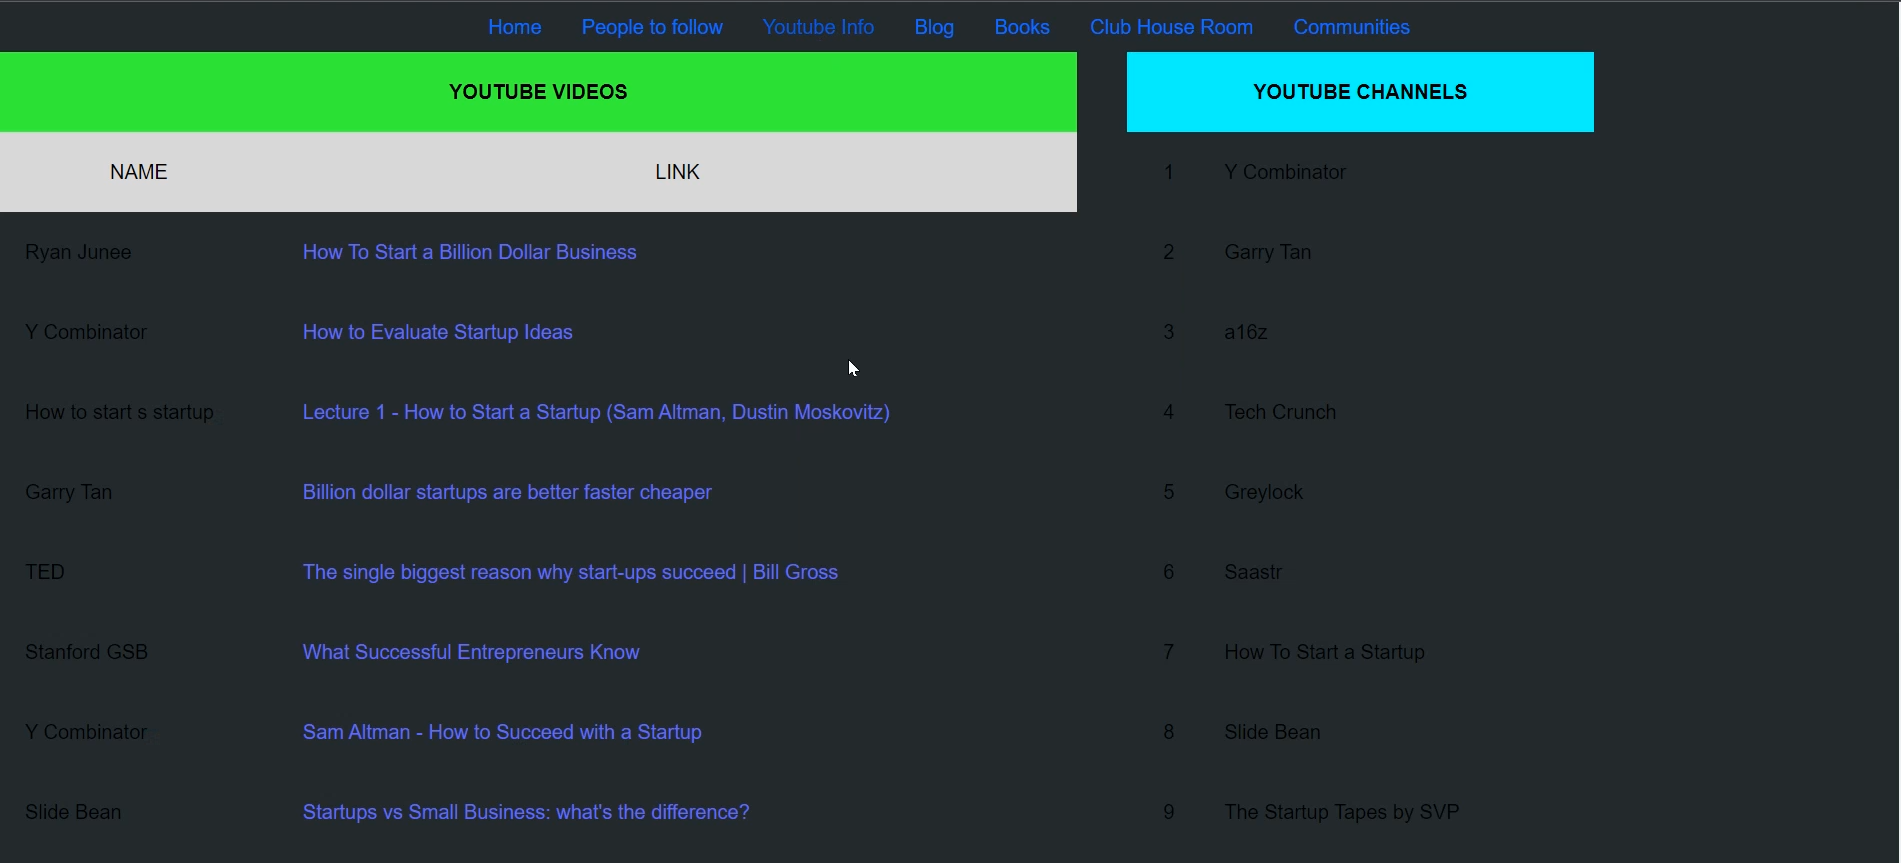 Home People to follow Youtube Info Blog Books Club House Room Communities
YOUTUBE VIDEOS
NAME LINK
Ryan Junee How To Start a Billion Dollar Business
Y Combinator How to Evaluate Startup Ideas
How to start s startup Lecture 1 - How to Start a Startup (Sam Altman, Dustin Moskovitz)
Garry Tan Billion dollar startups are better faster cheaper
TED The single biggest reason why start-ups succeed | Bill Gross
Stanford GSB What Successful Entrepreneurs Know
Y Combinator Sam Altman - How to Succeed with a Startup
Slide Bean Startups vs Small Business: what's the difference?
YOUTUBE CHANNELS
1 Y Combinator
2 Garry Tan
3 a16z
4 Tech Crunch
5 Greylock
6 Saastr
7 How To Start a Startup
8 Slide Bean
9 The Startup Tapes by SVP